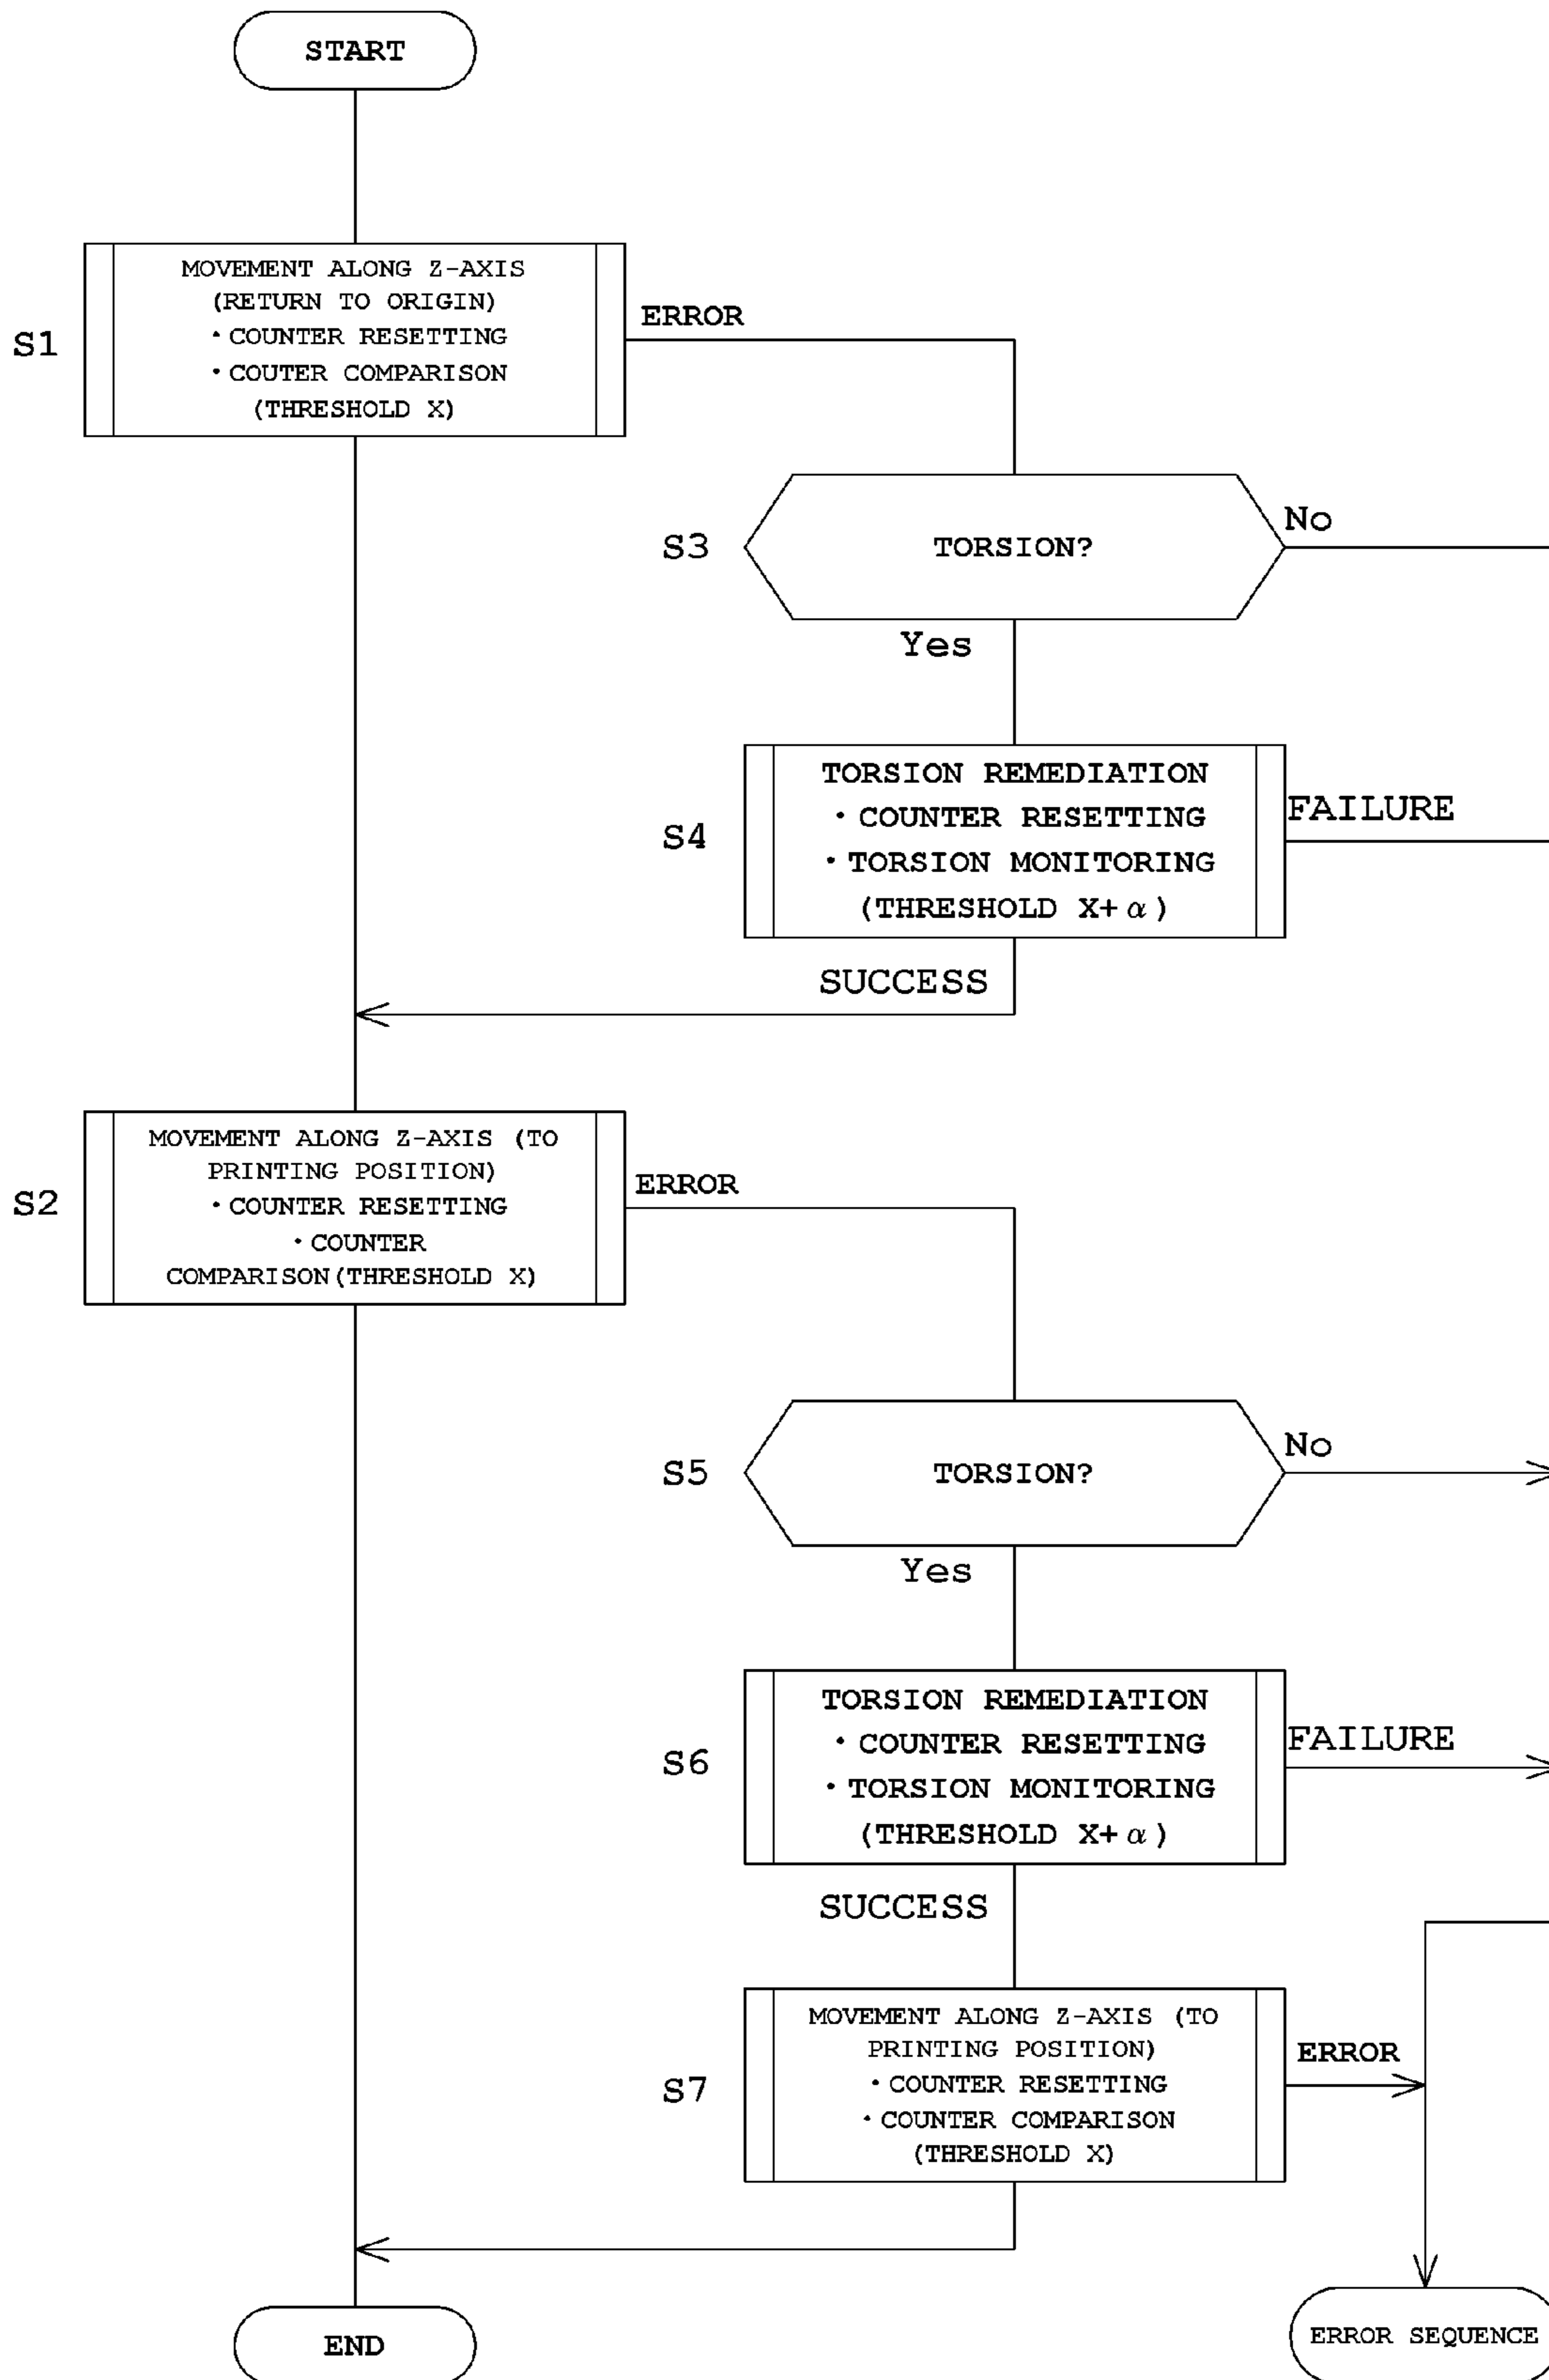 START
S1
MOVEMENT ALONG Z-AXIS
(RETURN TO ORIGIN)
・COUNTER RESETTING
・COUTER COMPARISON
(THRESHOLD X)
ERROR
S3
TORSION?
No
Yes
S4
TORSION REMEDIATION
・COUNTER RESETTING
・TORSION MONITORING
(THRESHOLD X+α)
FAILURE
SUCCESS
S2
MOVEMENT ALONG Z-AXIS (TO
PRINTING POSITION)
・COUNTER RESETTING
・COUNTER
COMPARISON(THRESHOLD X)
ERROR
S5
TORSION?
No
Yes
S6
TORSION REMEDIATION
・COUNTER RESETTING
・TORSION MONITORING
(THRESHOLD X+α)
FAILURE
SUCCESS
S7
MOVEMENT ALONG Z-AXIS (TO
PRINTING POSITION)
・COUNTER RESETTING
・COUNTER COMPARISON
(THRESHOLD X)
ERROR
END
ERROR SEQUENCE